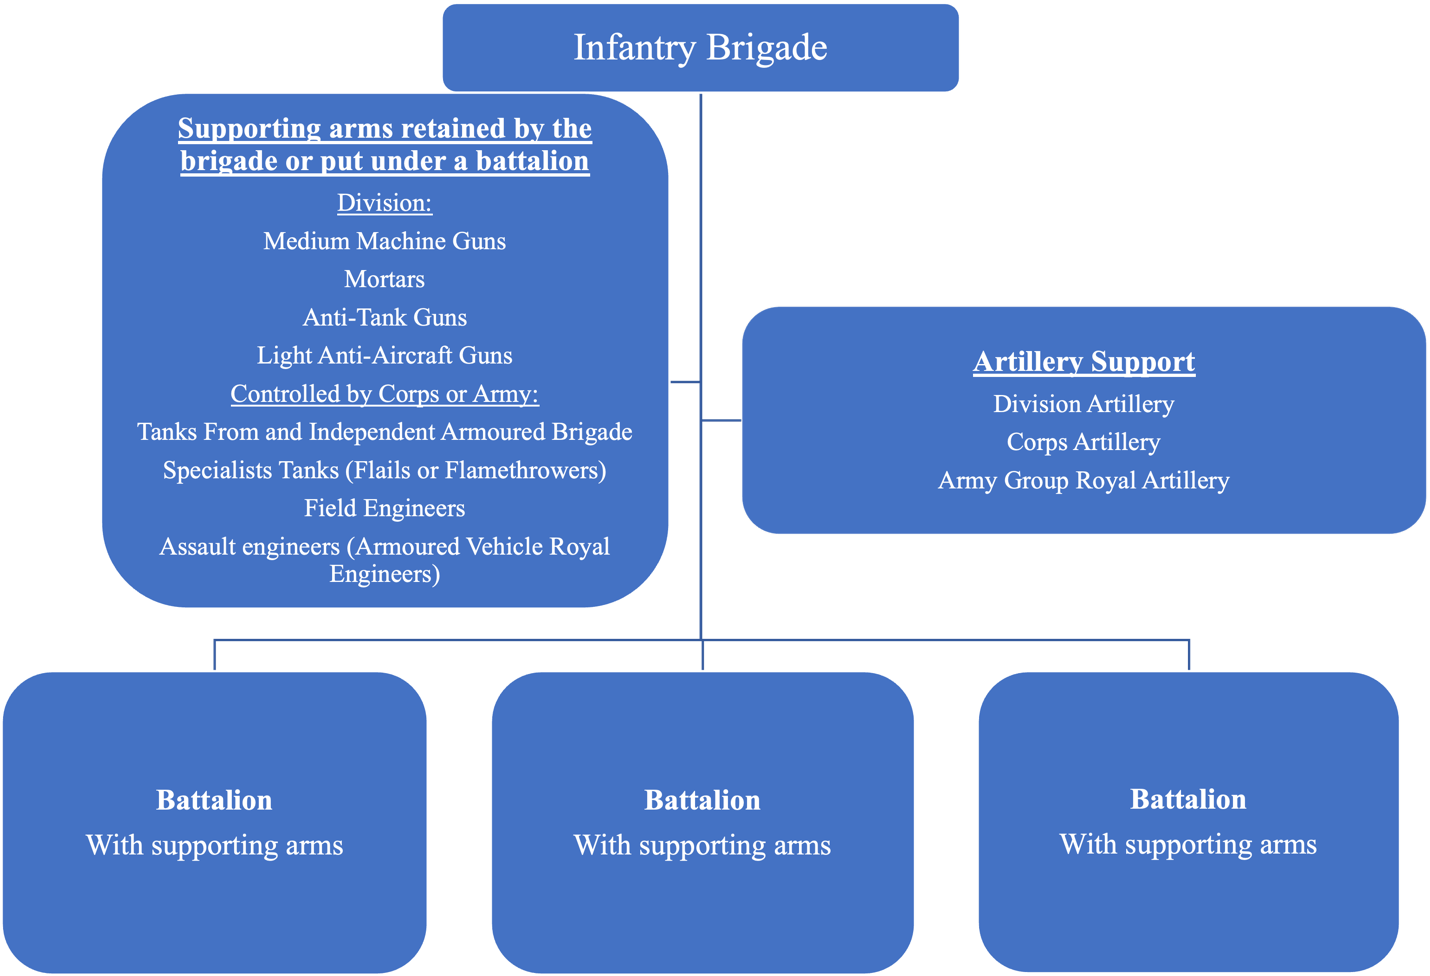 Infantry Brigade
Supporting arms retained by the
brigade or put under a battalion
Division:
Medium Machine Guns
Mortars
Anti-Tank Guns
Light Anti-Aircraft Guns
Controlled by Corps or Army:
Tanks From and Independent Armoured Brigade
Specialists Tanks (Flails or Flamethrowers)
Field Engineers
Assault engineers (Armoured Vehicle Royal
Engineers)
Artillery Support
Division Artillery
Corps Artillery
Army Group Royal Artillery
Battalion
With supporting arms
Battalion
With supporting arms
Battalion
With supporting arms